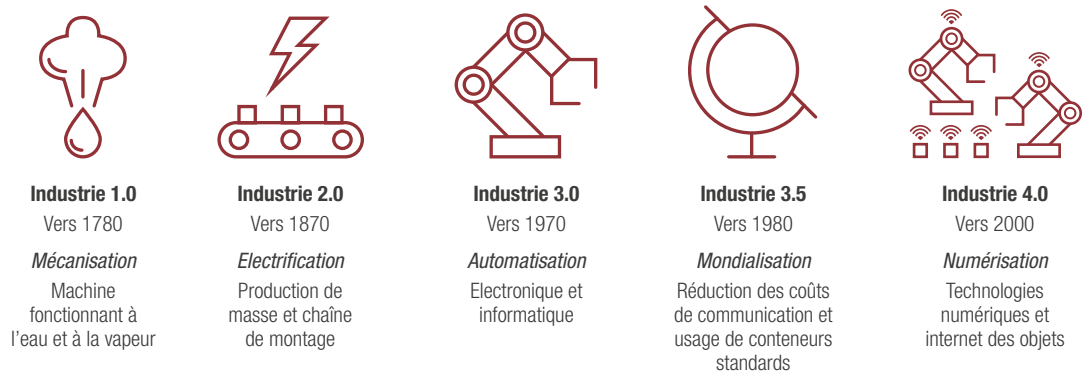 Industrie 1.0
Vers 1780
Mécanisation
Machine
fonctionnant à
l'eau et à la vapeur
Industrie 2.0
Vers 1870
Electrification
Production de
masse et chaîne
de montage
Industrie 3.0
Vers 1970
Automatisation
Electronique et
informatique
Industrie 3.5
Vers 1980
Mondialisation
Réduction des coûts
de communication et
usage de conteneurs
standards
Industrie 4.0
Vers 2000
Numérisation
Technologies
numériques et
internet des objets